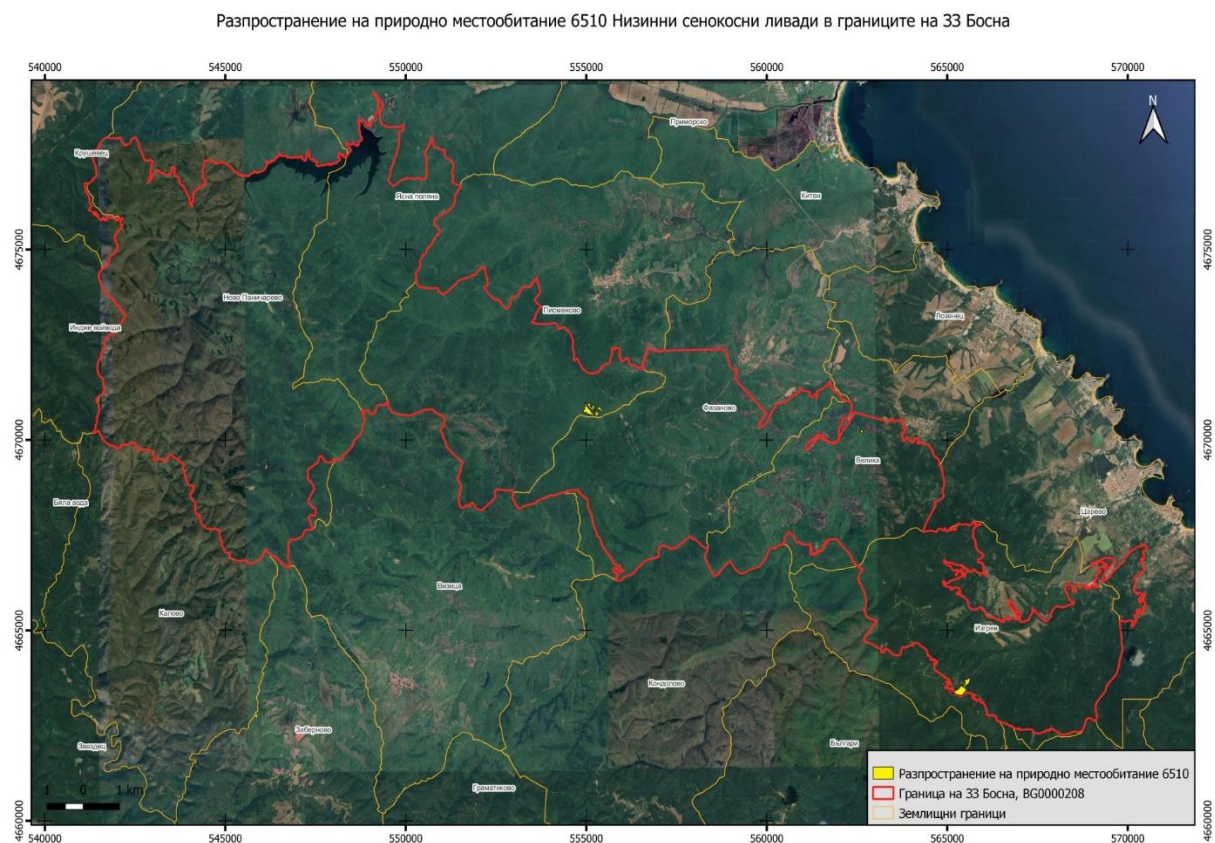 Разпространение на природно местообитание 6510 Низинни сенокосни ливади в границите на ЗЗ Босна
540000 545000 550000 555000 560000 565000 570000
N
Приморско
Крушевец
Ясна поляна
Китен
4675000 4675000
Ново Паничарево
Писменово
Лозенец
Индже войвода
Фазаново
4670000 4670000
Велика
Бяла вода
Царево
Визица
Калово
Изгрев
4665000 4665000
Кондолово
Заберново
Българи
Звездец
Граматиково
1 0 1 km
Разпространение на природно местообитание 6510
Граница на ЗЗ Босна, BG0000208
Землищни граници
4660000 4660000
540000 545000 550000 555000 560000 565000 570000